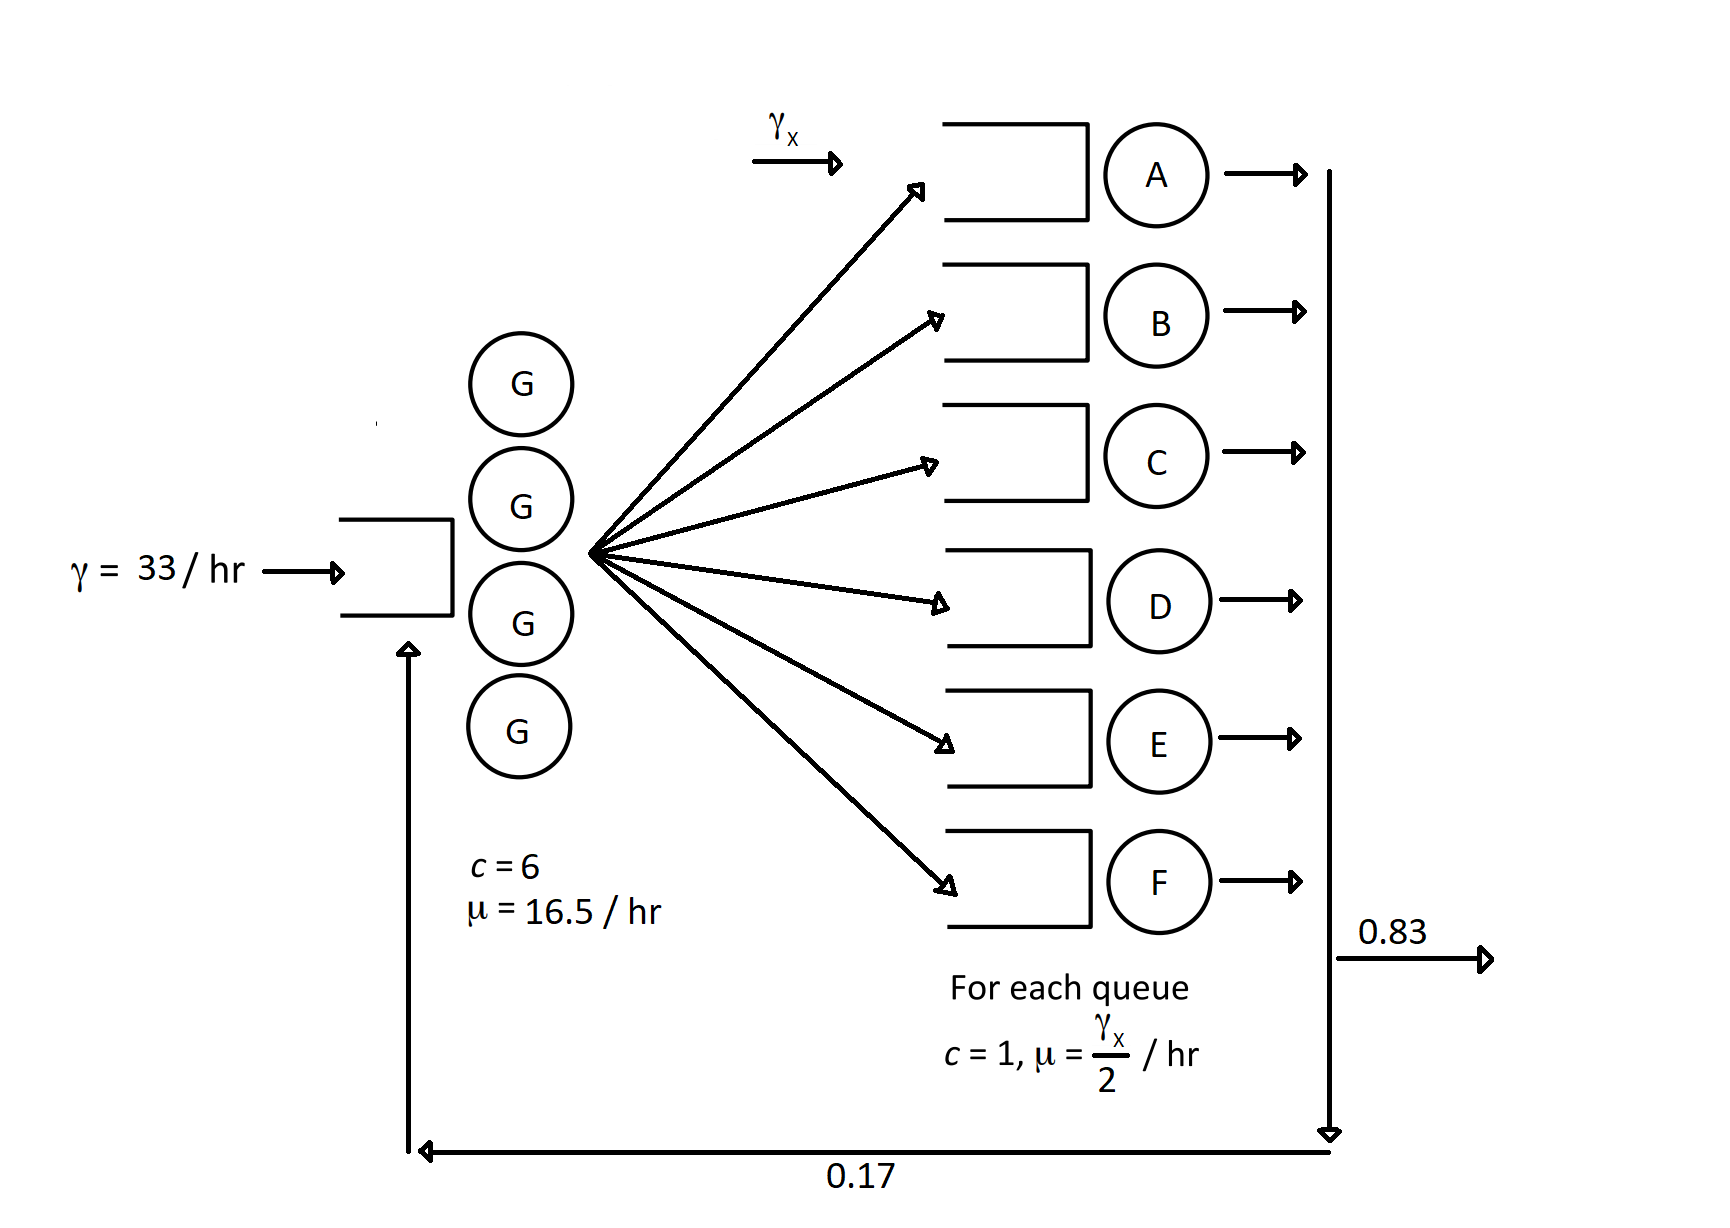 γx
A
B
C
D
E
F
G
G
G
G
γ = 33 / hr
c = 6
μ = 16.5 / hr
0.83
For each queue
c = 1, μ = γx/2 / hr
0.17